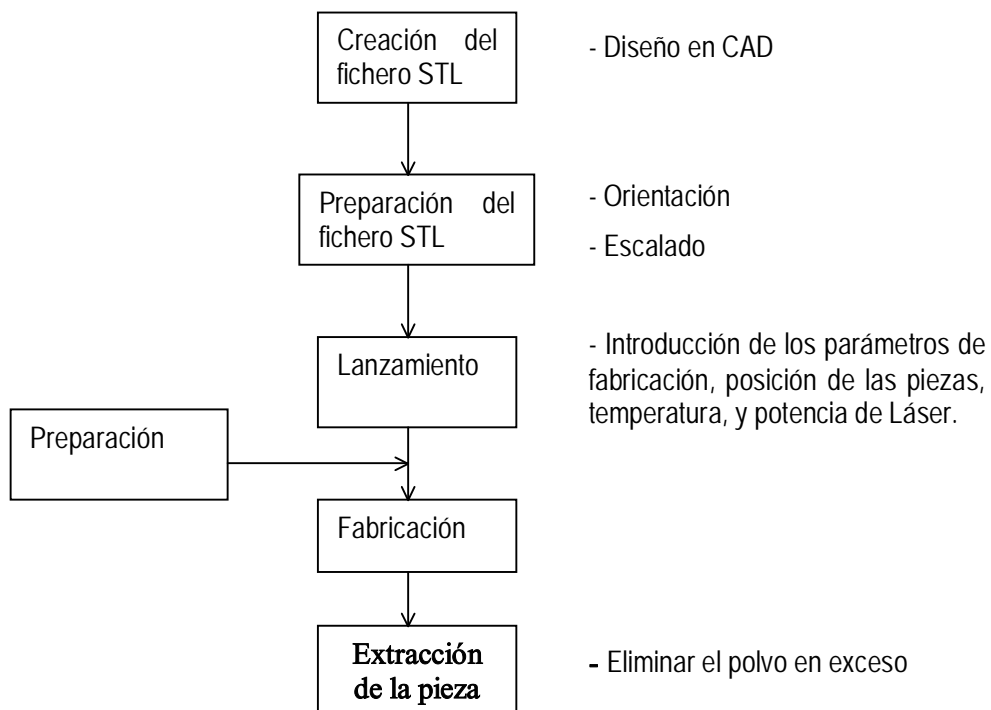 Creación del
fichero STL
- Diseño en CAD
Preparación del
fichero STL
- Orientación
- Escalado
Lanzamiento
- Introducción de los parámetros de
fabricación, posición de las piezas,
temperatura, y potencia de Láser.
Preparación
Fabricación
Extracción
de la pieza
- Eliminar el polvo en exceso